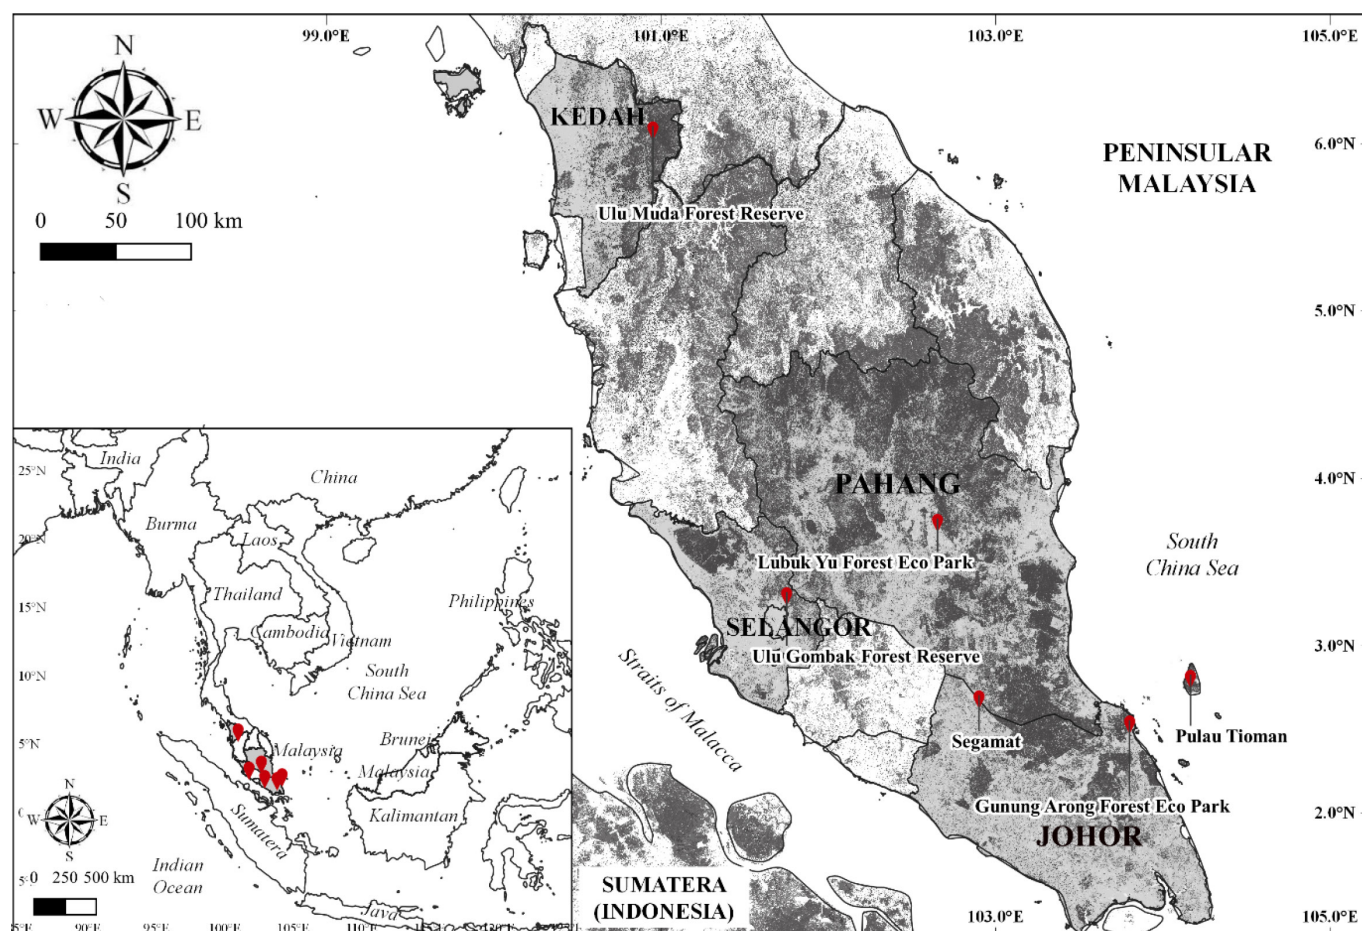 99.0°E
101.0°E
103.0°E
105.0°E
N
W
E
S
0 50 100 km
KEDAH
6.0°N
PENINSULAR
MALAYSIA
Ulu Muda Forest Reserve
5.0°N
PAHANG
4.0°N
Lubuk Yu Forest Eco Park
South
China Sea
SELANGOR
Ulu Gombak Forest Reserve
3.0°N
Straits of Malacca
Segamat
Pulau Tioman
Gunung Arong Forest Eco Park
2.0°N
JOHOR
SUMATERA
(INDONESIA)
103.0°E
105.0°E
India
25°N
China
Burma
20°N
Laos
Thailand
Philippines
15°N
Cambodia
Vietnam
South
China Sea
10°N
5°N
Malaysia
Brunei
Malaysia
N
W
E
S
Kalimantan
Sumatera
Indian
Ocean
0 250 500 km
Java
90°E
95°E
100°E
105°E